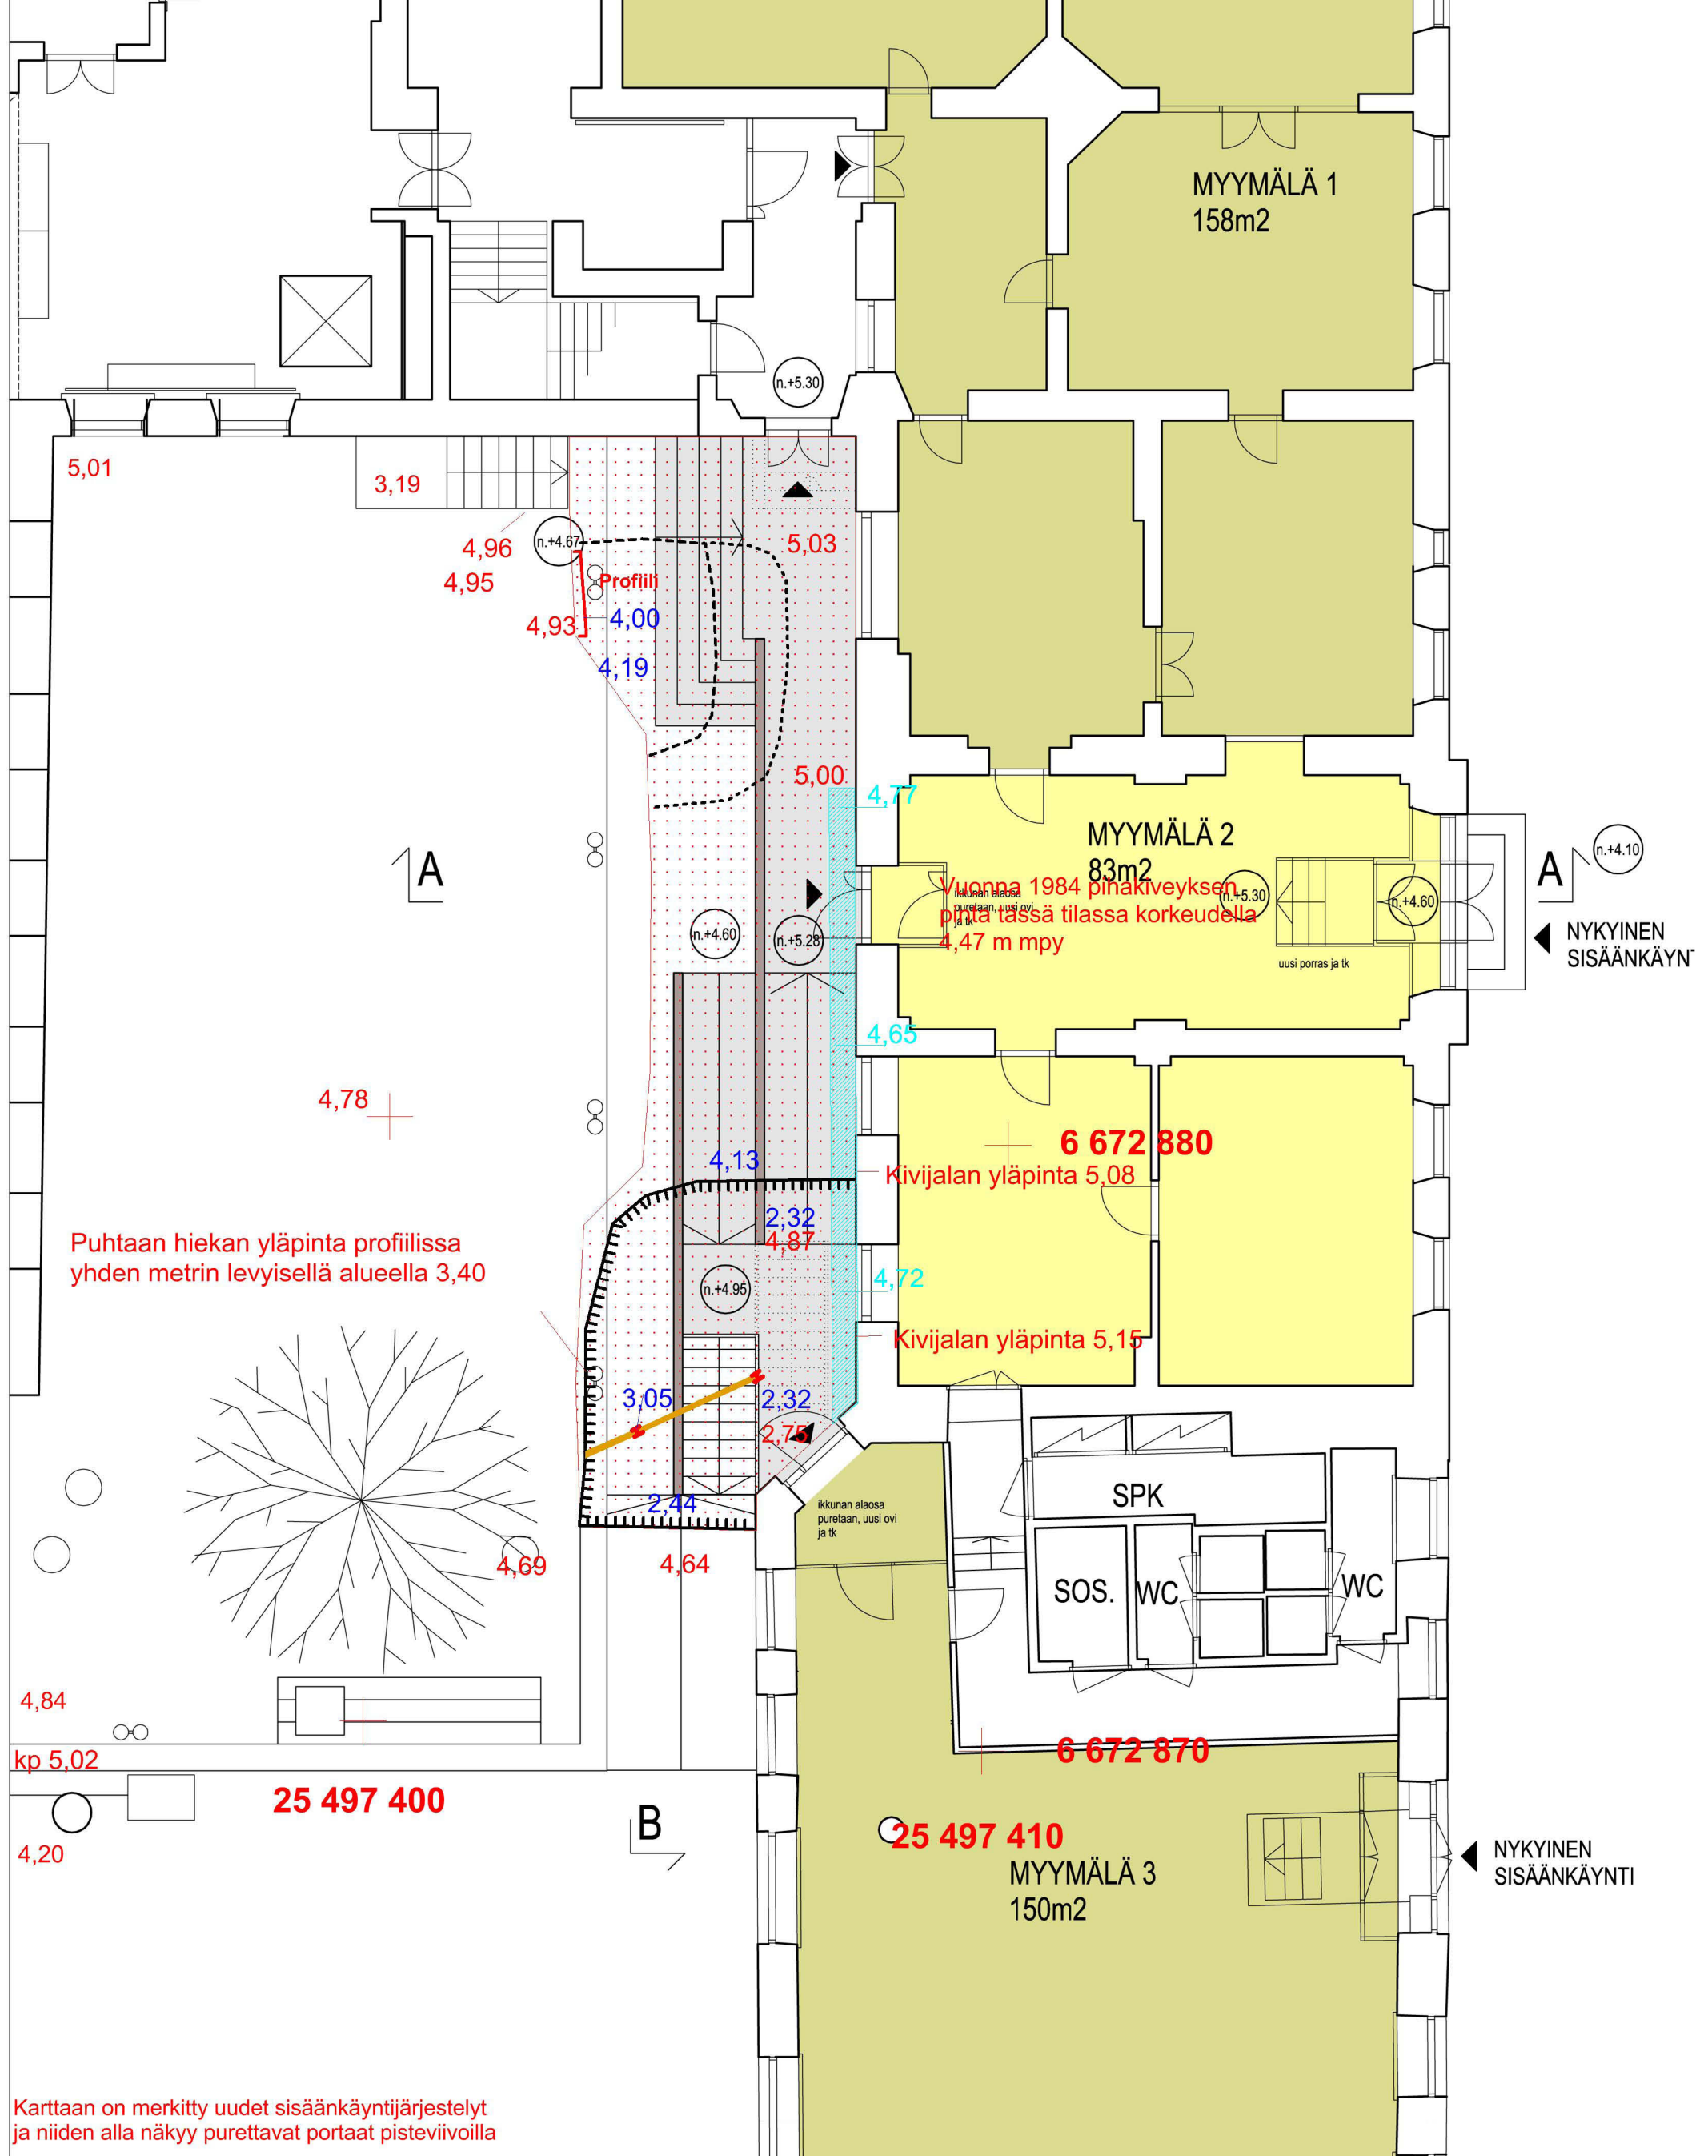 MYYMÄLÄ 1
158m2
n.+5.30
5,01
3,19
4,96
n.+4.67
5,03
4,95
Profiili
4,93
4,00
4,19
5,00
4,77
MYYMÄLÄ 2
83m2
A
A
n.+4.10
ikkunan alaosa
puretaan, uusi ovi
ja tk
Vuonna 1984 pihakiveyksen
pinta tässä tilassa korkeudella
4,47 m mpy
n.+5.30
n.+4.60
n.+4.60
n.+5.28
NYKYINEN
SISÄÄNKÄYNT
uusi porras ja tk
4,65
4,78
6 672 880
4,13
Kivijalan yläpinta 5,08
2,32
4,87
Puhtaan hiekan yläpinta profiilissa
yhden metrin levyisellä alueella 3,40
n.+4.95
4,72
Kivijalan yläpinta 5,15
3,05
2,32
2,75
SPK
2,44
ikkunan alaosa
puretaan, uusi ovi
ja tk
4,69
4,64
SOS.
WC
WC
4,84
kp 5,02
6 672 870
25 497 400
B
25 497 410
4,20
MYYMÄLÄ 3
150m2
NYKYINEN
SISÄÄNKÄYNTI
Karttaan on merkitty uudet sisäänkäyntijärjestelyt
ja niiden alla näkyy purettavat portaat pisteviivoilla